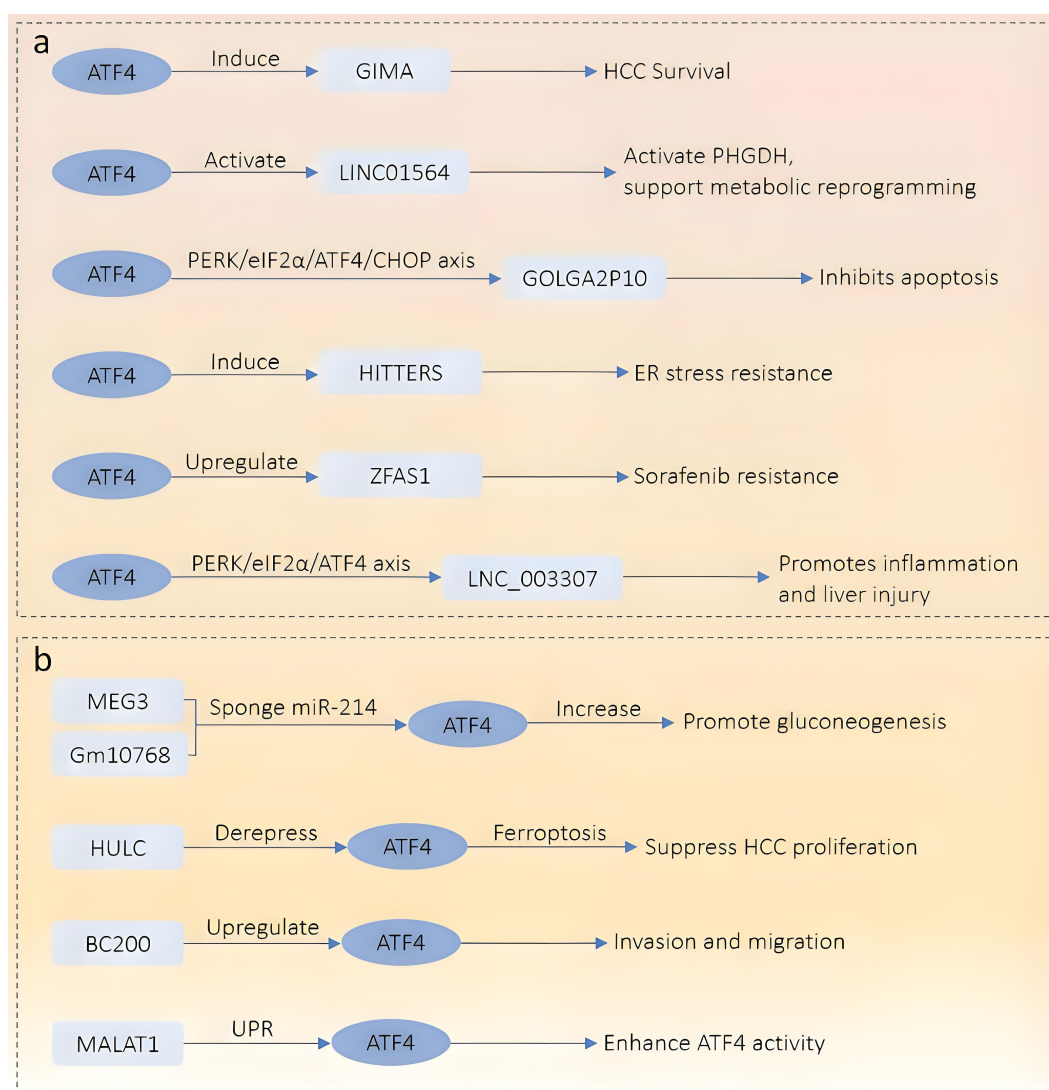 a
ATF4 Induce GIMA HCC Survival
ATF4 Activate LINC01564 Activate PHGDH,
support metabolic reprogramming
ATF4 PERK/eIF2α/ATF4/CHOP axis GOLGA2P10 Inhibits apoptosis
ATF4 Induce HITTERS ER stress resistance
ATF4 Upregulate ZFAS1 Sorafenib resistance
ATF4 PERK/eIF2α/ATF4 axis LNC_003307 Promotes inflammation
and liver injury
b
MEG3
Gm10768
Sponge miR-214 ATF4 Increase Promote gluconeogenesis
HULC Derepress ATF4 Ferroptosis Suppress HCC proliferation
BC200 Upregulate ATF4 Invasion and migration
MALAT1 UPR ATF4 Enhance ATF4 activity